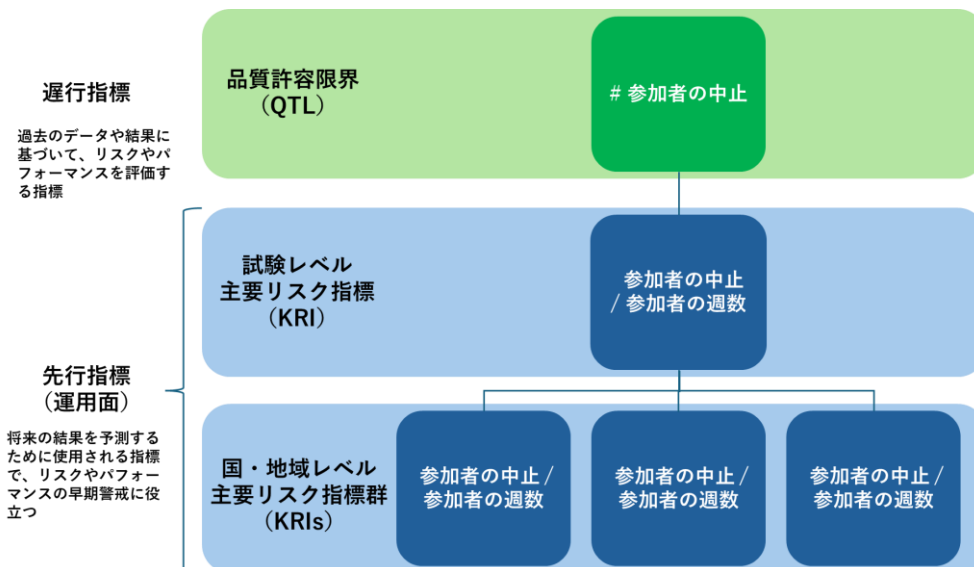 遅行指標
過去のデータや結果に
基づいて、リスクやパ
フォーマンスを評価す
る指標
品質許容限界
（QTL）
# 参加者の中止
試験レベル
主要リスク指標
（KRI）
参加者の中止
/ 参加者の週数
先行指標
（運用面）
将来の結果を予測する
ために使用される指標
で、リスクやパフォー
マンスの早期警戒に役
立つ
国・地域レベル
主要リスク指標群
（KRIs）
参加者の中止 /
参加者の週数
参加者の中止 /
参加者の週数
参加者の中止 /
参加者の週数